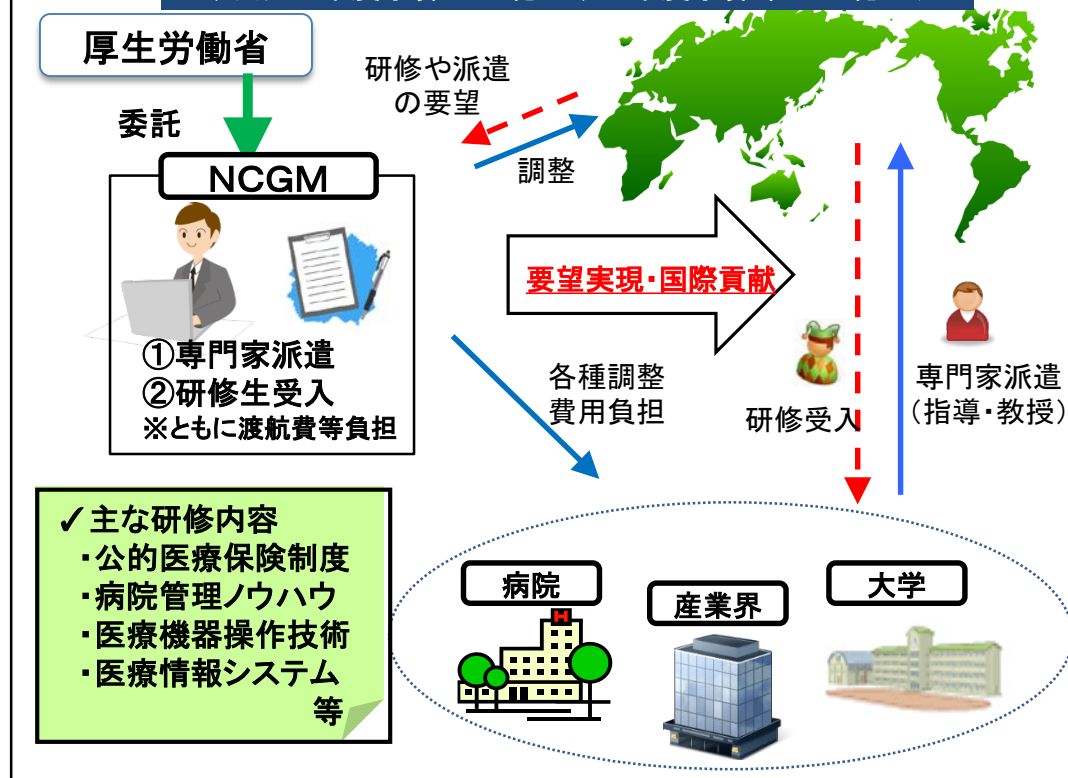 厚生労働省
委託
研修や派遣
の要望
調整
NCGM
①専門家派遣
②研修生受入
※ともに渡航費等負担
要望実現・国際貢献
各種調整
費用負担
研修受入
専門家派遣
（指導・教授）
✓主な研修内容
・公的医療保険制度
・病院管理ノウハウ
・医療機器操作技術
・医療情報システム
等
病院
H
産業界
大学